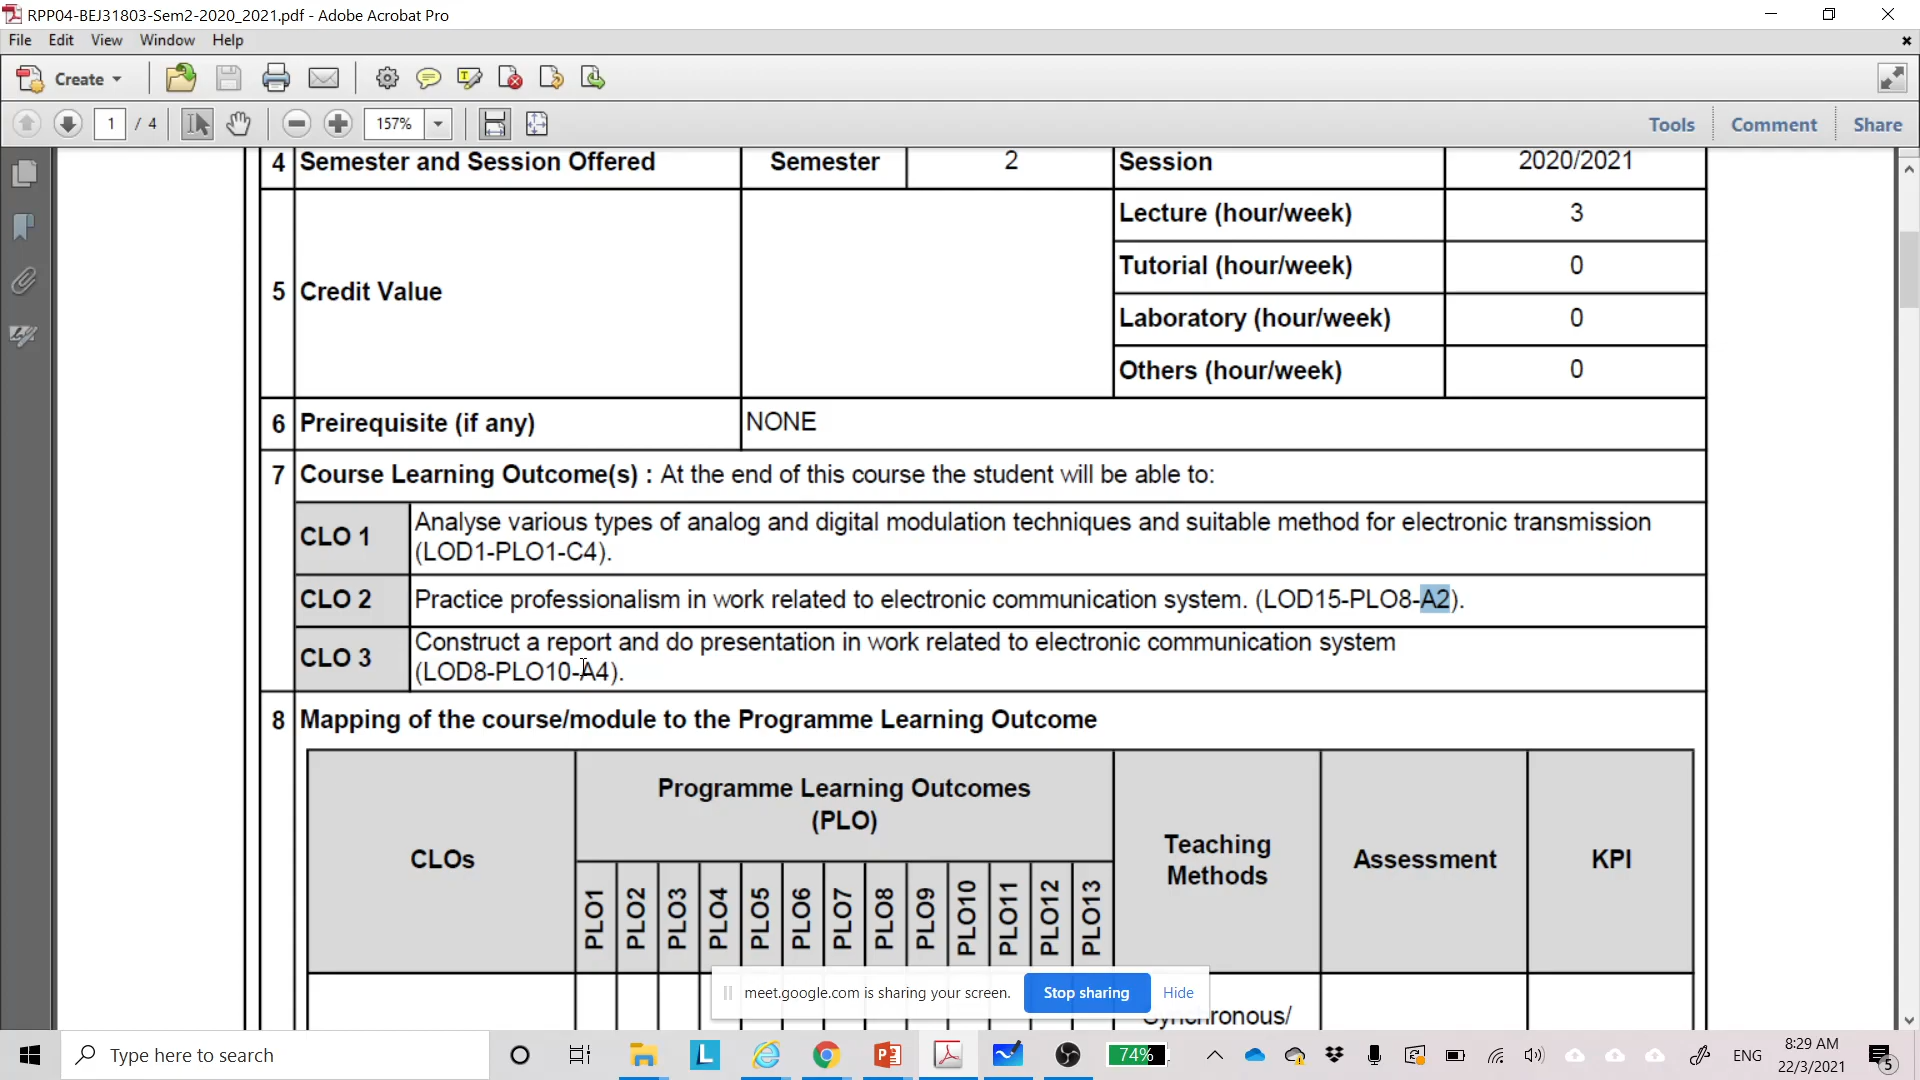 RPP04-BEJ31803-Sem2-2020_2021.pdf - Adobe Acrobat Pro
File Edit View Window Help
Create
1 / 4 157% Tools Comment Share
4 Semester and Session Offered Semester 2 Session 2020/2021
5 Credit Value
Lecture (hour/week) 3
Tutorial (hour/week) 0
Laboratory (hour/week) 0
Others (hour/week) 0
6 Preirequisite (if any) NONE
7 Course Learning Outcome(s) : At the end of this course the student will be able to:
CLO 1 Analyse various types of analog and digital modulation techniques and suitable method for electronic transmission
(LOD1-PLO1-C4).
CLO 2 Practice professionalism in work related to electronic communication system. (LOD15-PLO8-A2).
CLO 3 Construct a report and do presentation in work related to electronic communication system
(LOD8-PLO10-A4).
8 Mapping of the course/module to the Programme Learning Outcome
CLOs
Programme Learning Outcomes
(PLO)
PLO1 PLO2 PLO3 PLO4 PLO5 PLO6 PLO7 PLO8 PLO9 PLO10 PLO11 PLO12 PLO13
Teaching
Methods
Assessment
KPI
Synchronous/
meet.google.com is sharing your screen. Stop sharing Hide
Type here to search
74%
ENG
8:29 AM
22/3/2021
5